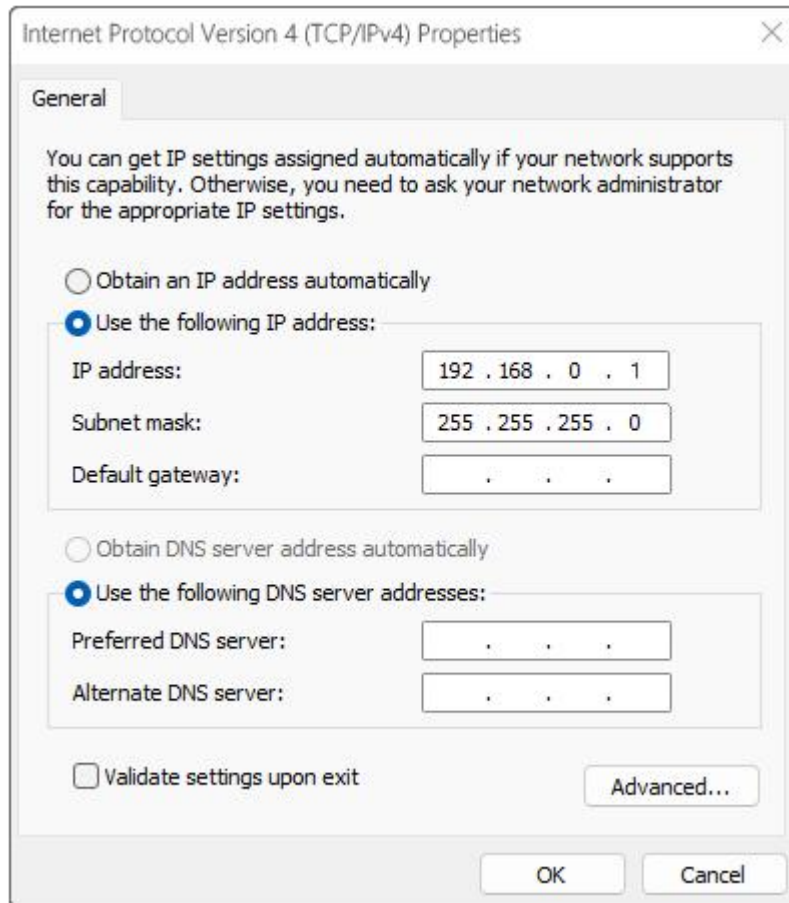 Internet Protocol Version 4 (TCP/IPv4) Properties
General
You can get IP settings assigned automatically if your network supports
this capability. Otherwise, you need to ask your network administrator
for the appropriate IP settings.
Obtain an IP address automatically
Use the following IP address:
IP address: 192 . 168 . 0 . 1
Subnet mask: 255 . 255 . 255 . 0
Default gateway: . . .
Obtain DNS server address automatically
Use the following DNS server addresses:
Preferred DNS server: . . .
Alternate DNS server: . . .
Validate settings upon exit
Advanced...
OK Cancel